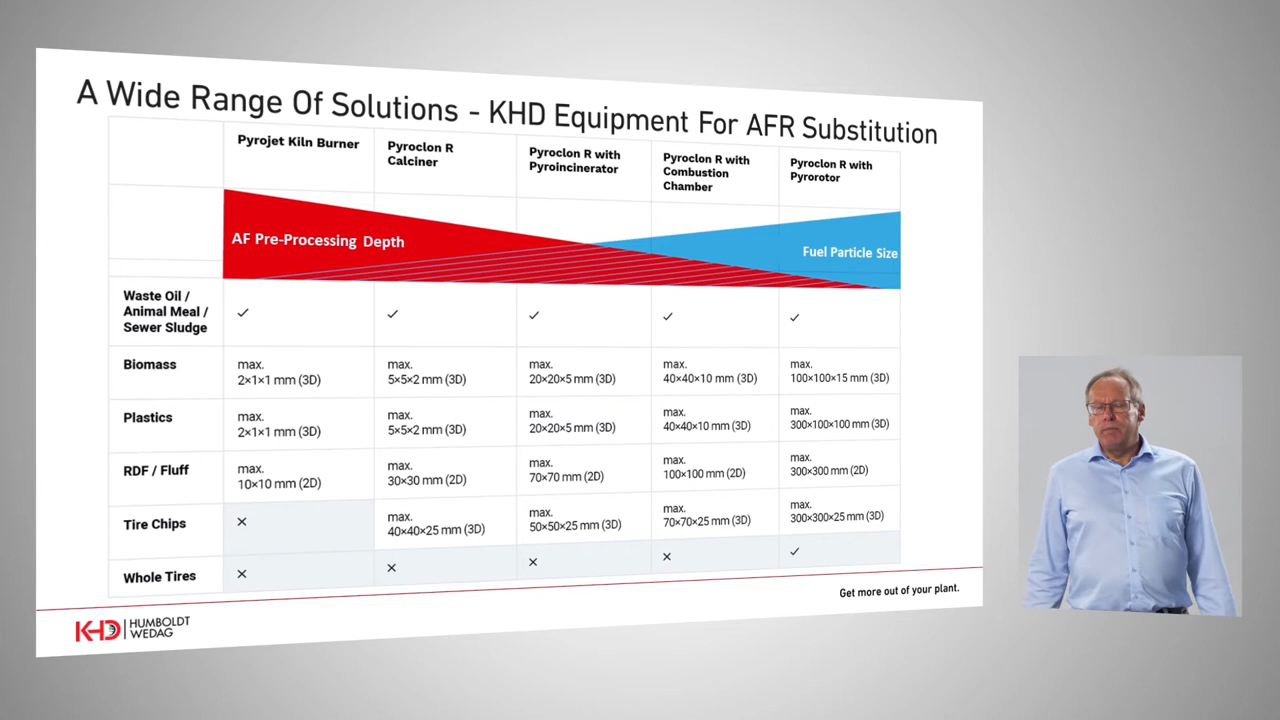 A Wide Range Of Solutions - KHD Equipment For AFR Substitution
Pyrojet Kiln Burner
Pyroclon R
Calciner
Pyroclon R with
Pyroincinerator
Pyroclon R with
Combustion
Chamber
Pyroclon R with
Pyrorotor
AF Pre-Processing Depth
Fuel Particle Size
Waste Oil /
Animal Meal /
Sewer Sludge
✓
✓
✓
✓
✓
Biomass
max.
2×1×1 mm (3D)
max.
5×5×2 mm (3D)
max.
20×20×5 mm (3D)
max.
40×40×10 mm (3D)
max.
100×100×15 mm (3D)
Plastics
max.
2×1×1 mm (3D)
max.
5×5×2 mm (3D)
max.
20×20×5 mm (3D)
max.
40×40×10 mm (3D)
max.
300×100×100 mm (3D)
RDF / Fluff
max.
10×10 mm (2D)
max.
30×30 mm (2D)
max.
70×70 mm (2D)
max.
100×100 mm (2D)
max.
300×300 mm (2D)
Tire Chips
×
max.
40×40×25 mm (3D)
max.
50×50×25 mm (3D)
max.
70×70×25 mm (3D)
max.
300×300×25 mm (3D)
Whole Tires
×
×
×
×
✓
Get more out of your plant.
KHD
HUMBOLDT
WEDAG